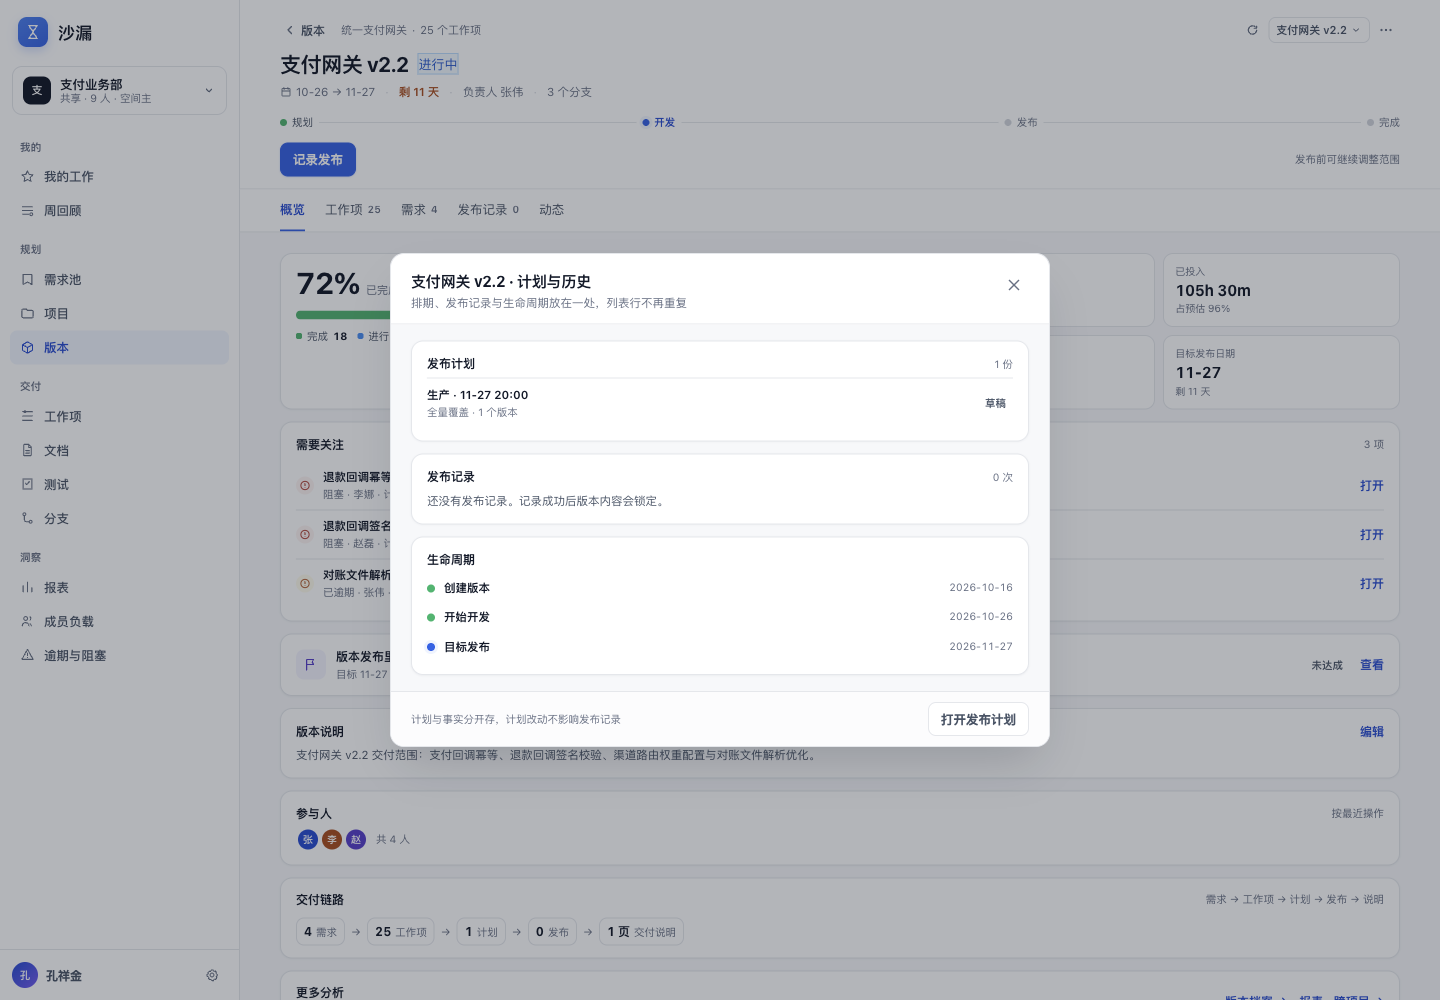 沙漏
支
支付业务部
共享 · 9 人 · 空间主
我的
我的工作
周回顾
规划
需求池
项目
版本
交付
工作项
文档
测试
分支
洞察
报表
成员负载
逾期与阻塞
孔
孔祥金
版本
统一支付网关 · 25 个工作项
支付网关 v2.2
支付网关 v2.2
进行中
10-26 → 11-27 · 剩 11 天 · 负责人 张伟 · 3 个分支
规划
开发
发布
完成
记录发布
发布前可继续调整范围
概览
工作项 25
需求 4
发布记录 0
动态
72% 已完
完成 18 进行
已投入
105h 30m
占预估 96%
目标发布日期
11-27
剩 11 天
需要关注
3 项
退款回调幂等
阻塞 · 李娜 ·
打开
退款回调签名
阻塞 · 赵磊 ·
打开
对账文件解析
已逾期 · 张伟 ·
打开
版本发布里
目标 11-27
未达成
查看
版本说明
编辑
支付网关 v2.2 交付范围：支付回调幂等、退款回调签名校验、渠道路由权重配置与对账文件解析优化。
参与人
按最近操作
张 李 赵 共 4 人
交付链路
需求 → 工作项 → 计划 → 发布 → 说明
4 需求 → 25 工作项 → 1 计划 → 0 发布 → 1 页 交付说明
更多分析
支付网关 v2.2 · 计划与历史
排期、发布记录与生命周期放在一处，列表行不再重复
发布计划
1 份
生产 · 11-27 20:00
全量覆盖 · 1 个版本
草稿
发布记录
0 次
还没有发布记录。记录成功后版本内容会锁定。
生命周期
创建版本
2026-10-16
开始开发
2026-10-26
目标发布
2026-11-27
计划与事实分开存，计划改动不影响发布记录
打开发布计划